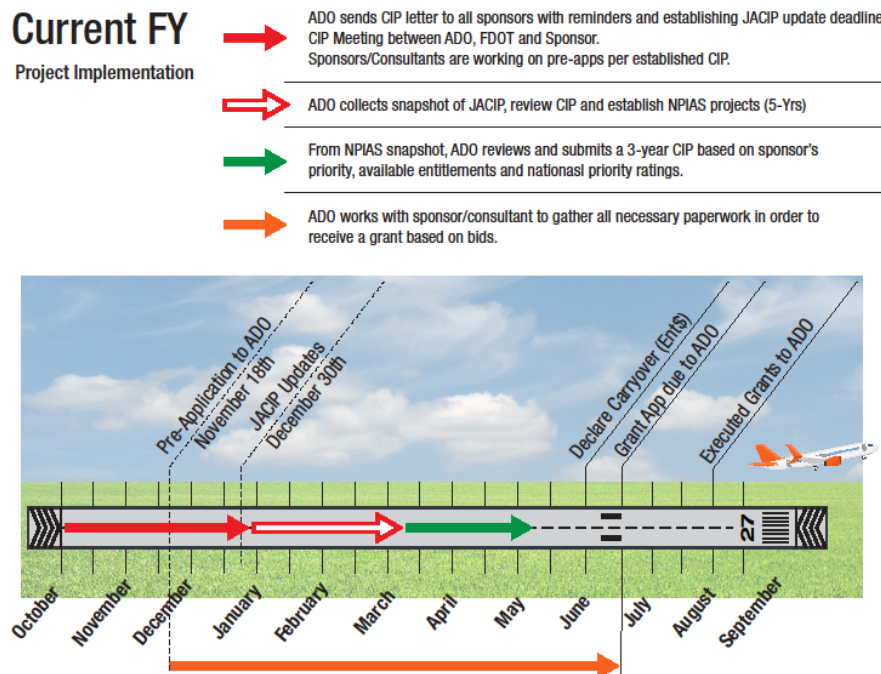 Current FY
Project Implementation
ADO sends CIP letter to all sponsors with reminders and establishing JACIP update deadline
CIP Meeting between ADO, FDOT and Sponsor.
Sponsors/Consultants are working on pre-apps per established CIP.
ADO collects snapshot of JACIP, review CIP and establish NPIAS projects (5-Yrs)
From NPIAS snapshot, ADO reviews and submits a 3-year CIP based on sponsor's
priority, available entitlements and nationasl priority ratings.
ADO works with sponsor/consultant to gather all necessary paperwork in order to
receive a grant based on bids.
Pre-Application to ADO
November 18th
JACIP Updates
December 30th
Declare Carryover (Ent$)
Grant App due to ADO
Executed Grants to ADO
27
October
November
December
January
February
March
April
May
June
July
August
September